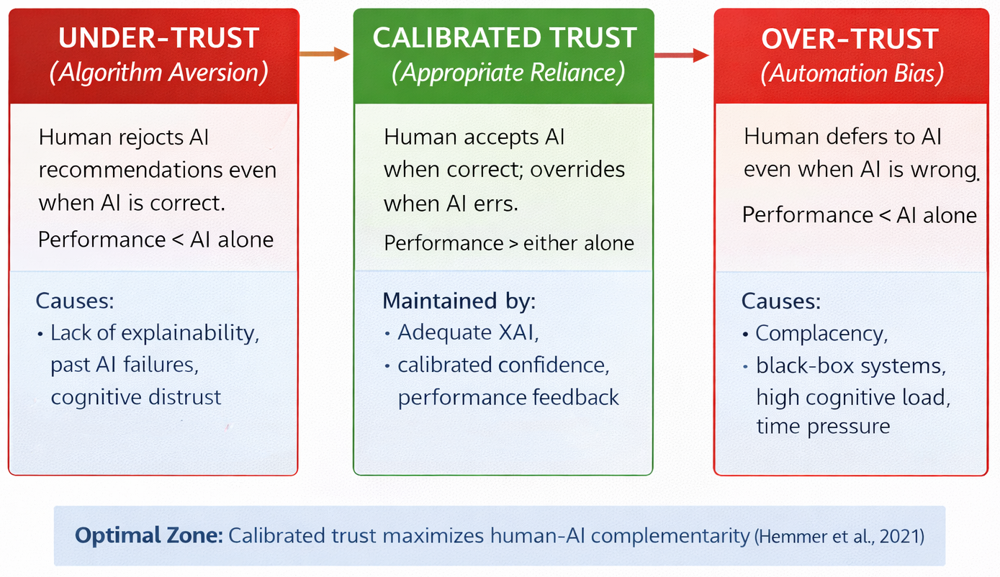 UNDER-TRUST
(Algorithm Aversion)
Human rejocts AI
recommendations even
when AI is correct.
Performance < AI alone
Causes:
• Lack of explainability,
past AI failures,
cognitive distrust
CALIBRATED TRUST
(Appropriate Reliance)
Human accepts AI
when correct; overrides
when AI errs.
Performance > either alone
Maintained by:
• Adequate XAI,
• calibrated confidence,
performance feedback
OVER-TRUST
(Automation Bias)
Human defers to AI
even when AI is wrong.
Performance < AI alone
Causes:
• Complacency,
• black-box systems,
high cognitive load,
time pressure
Optimal Zone: Calibrated trust maximizes human-AI complementarity (Hemmer et al., 2021)